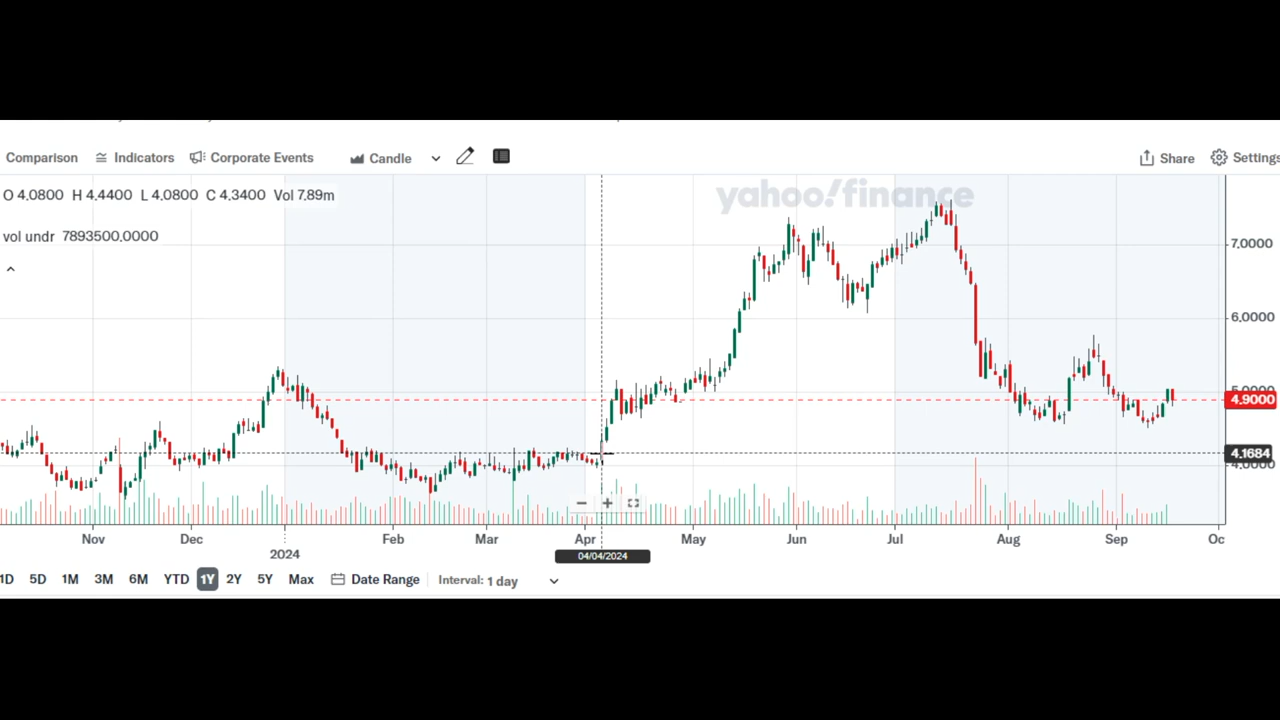 Comparison Indicators Corporate Events Candle Share Settings
O 4.0800 H 4.4400 L 4.0800 C 4.3400 Vol 7.89m
yahoo!finance
vol undr 7893500.0000
7.0000
6.0000
5.0000
4.9000
4.1684
4.0000
Nov Dec 2024 Feb Mar Apr May Jun Jul Aug Sep Oc
04/04/2024
1D 5D 1M 3M 6M YTD 1Y 2Y 5Y Max Date Range Interval: 1 day